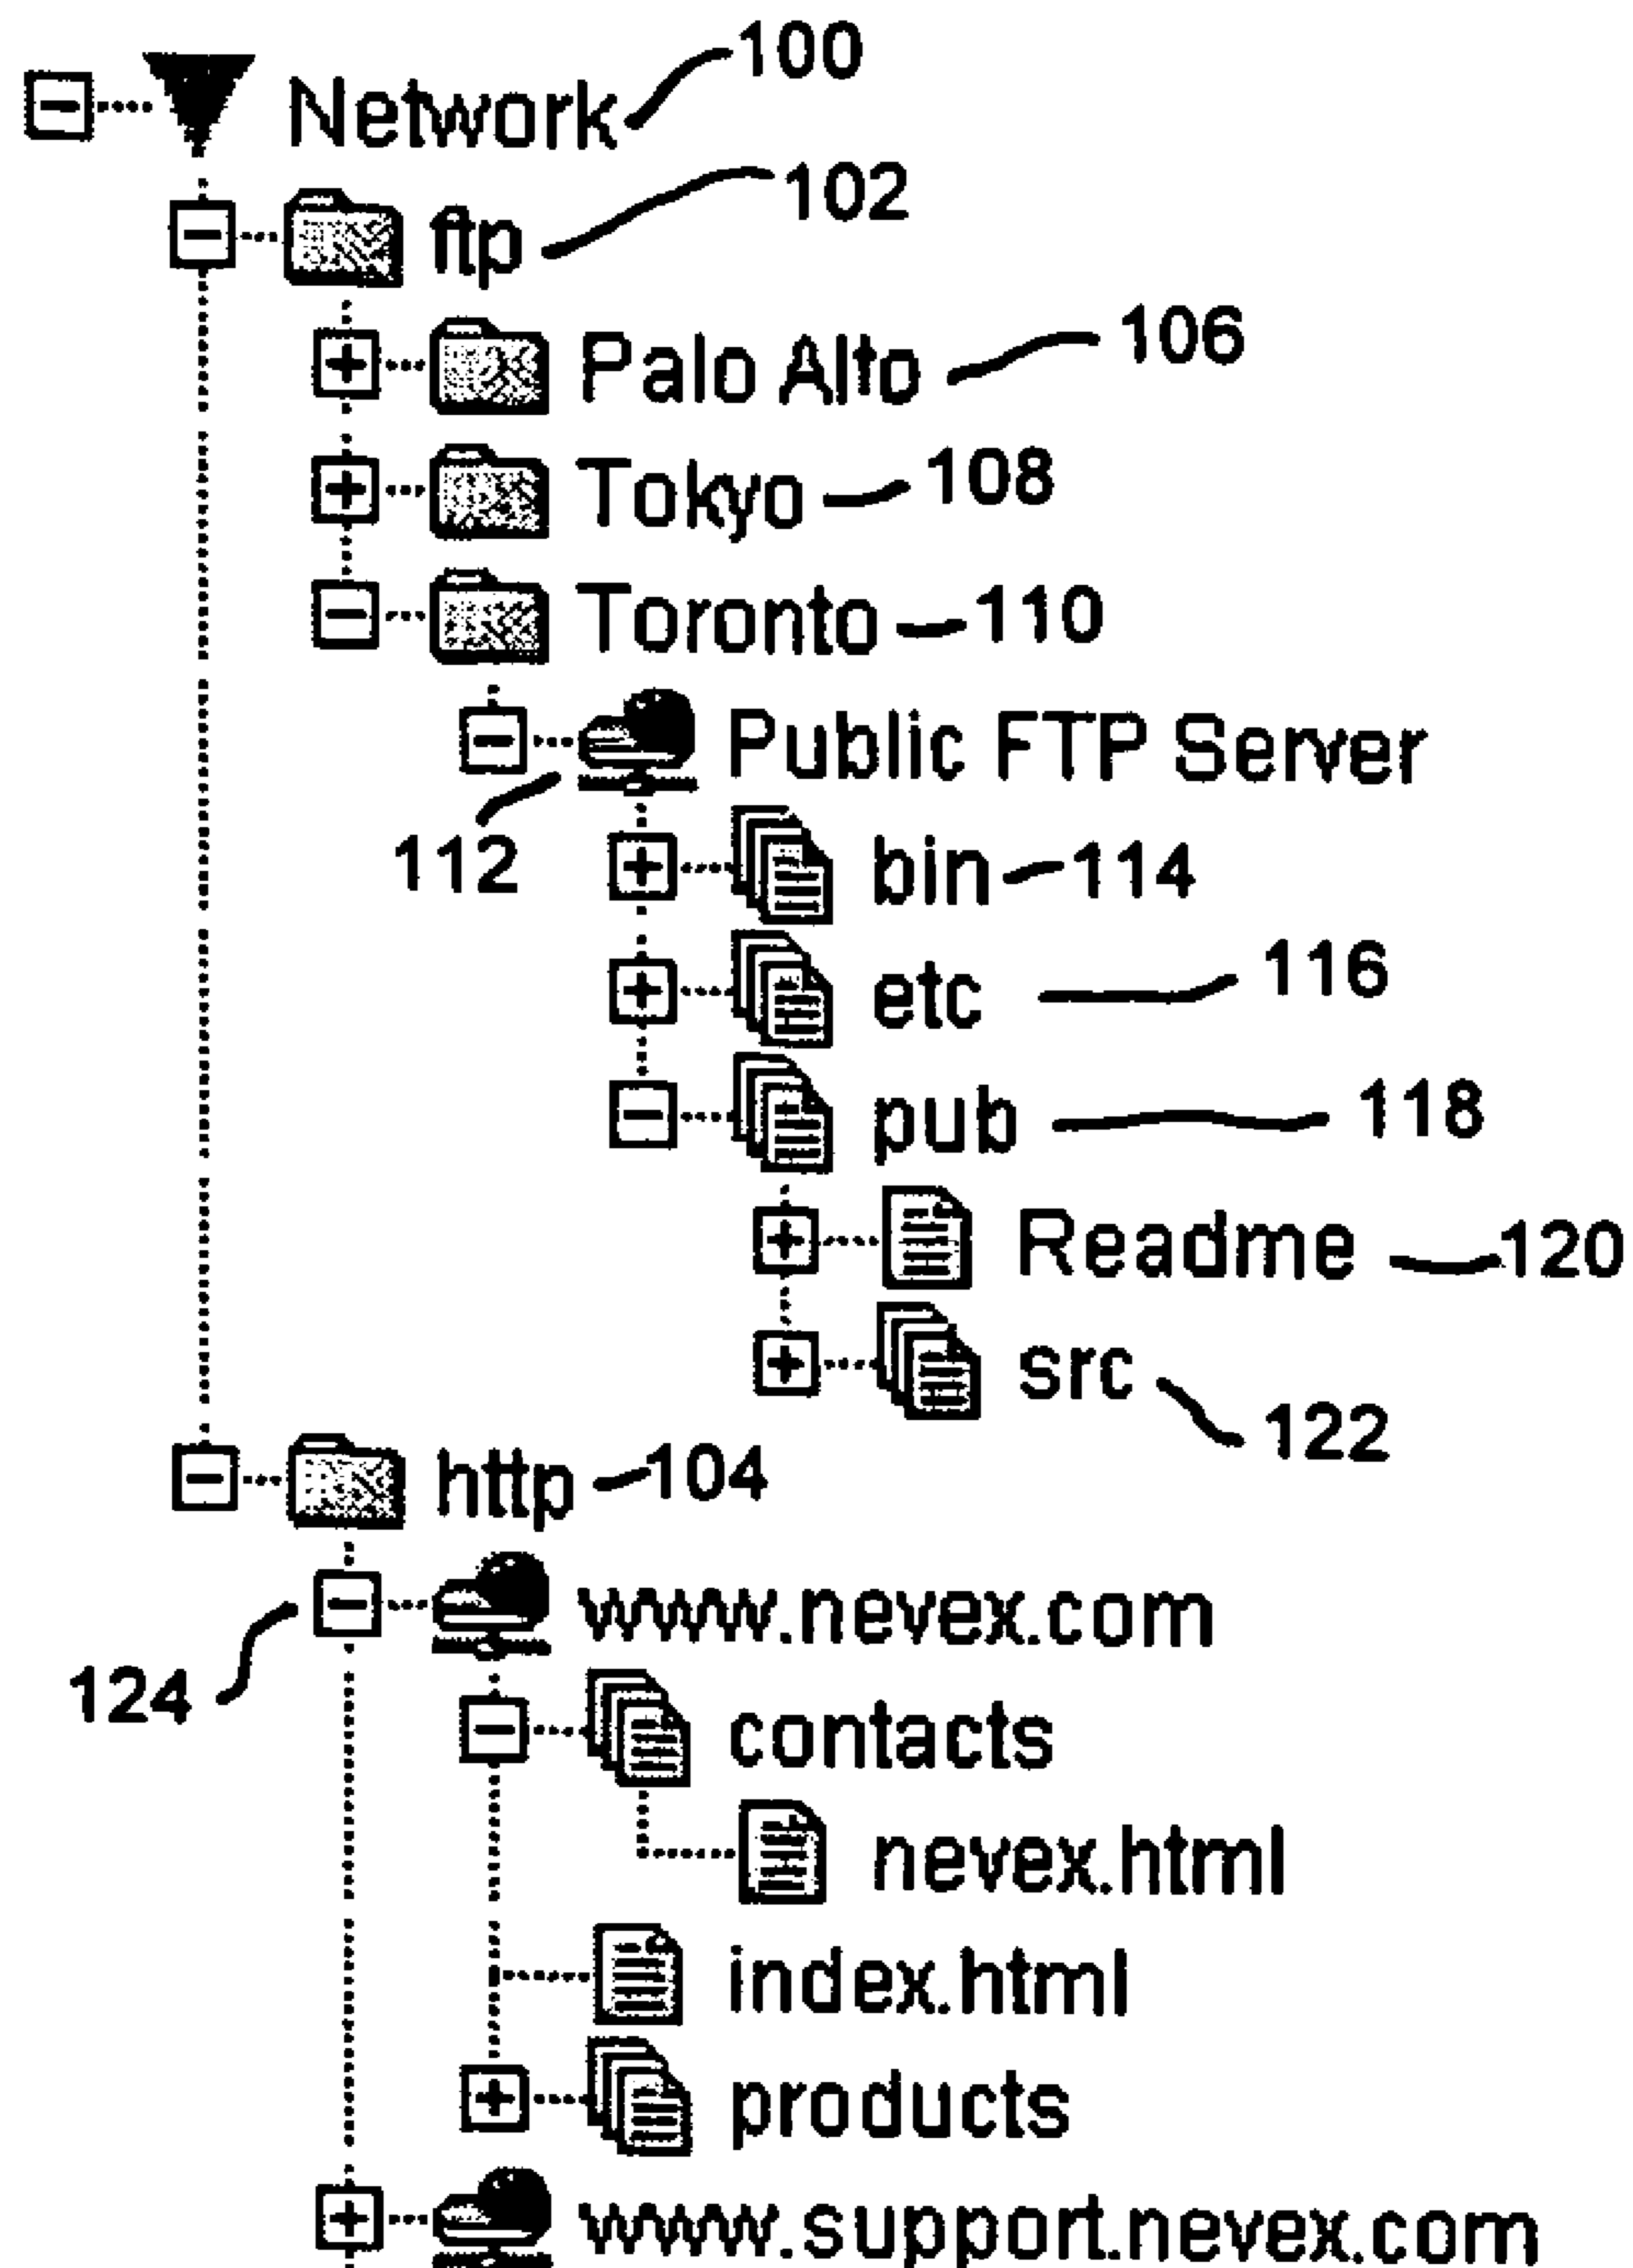 Network 100
ftp 102
Palo Alto 106
Tokyo 108
Toronto 110
Public FTP Server
112
bin 114
etc 116
pub 118
Readme 120
src 122
http 104
www.nevex.com
124
contacts
nevex.html
index.html
products
www.support.nevex.com